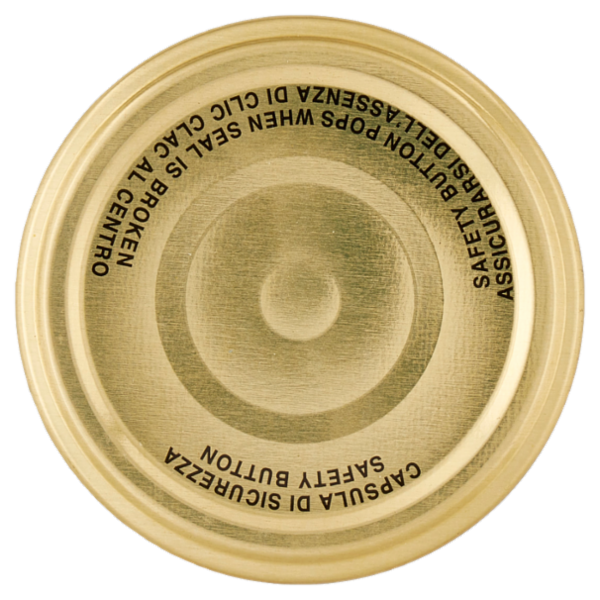 CAPSULA DI SICUREZZA
SAFETY BUTTON
SAFETY BUTTON POPS WHEN SEAL IS BROKEN
ASSICURARSI DELL'ASSENZA DI CLIC CLAC AL CENTRO